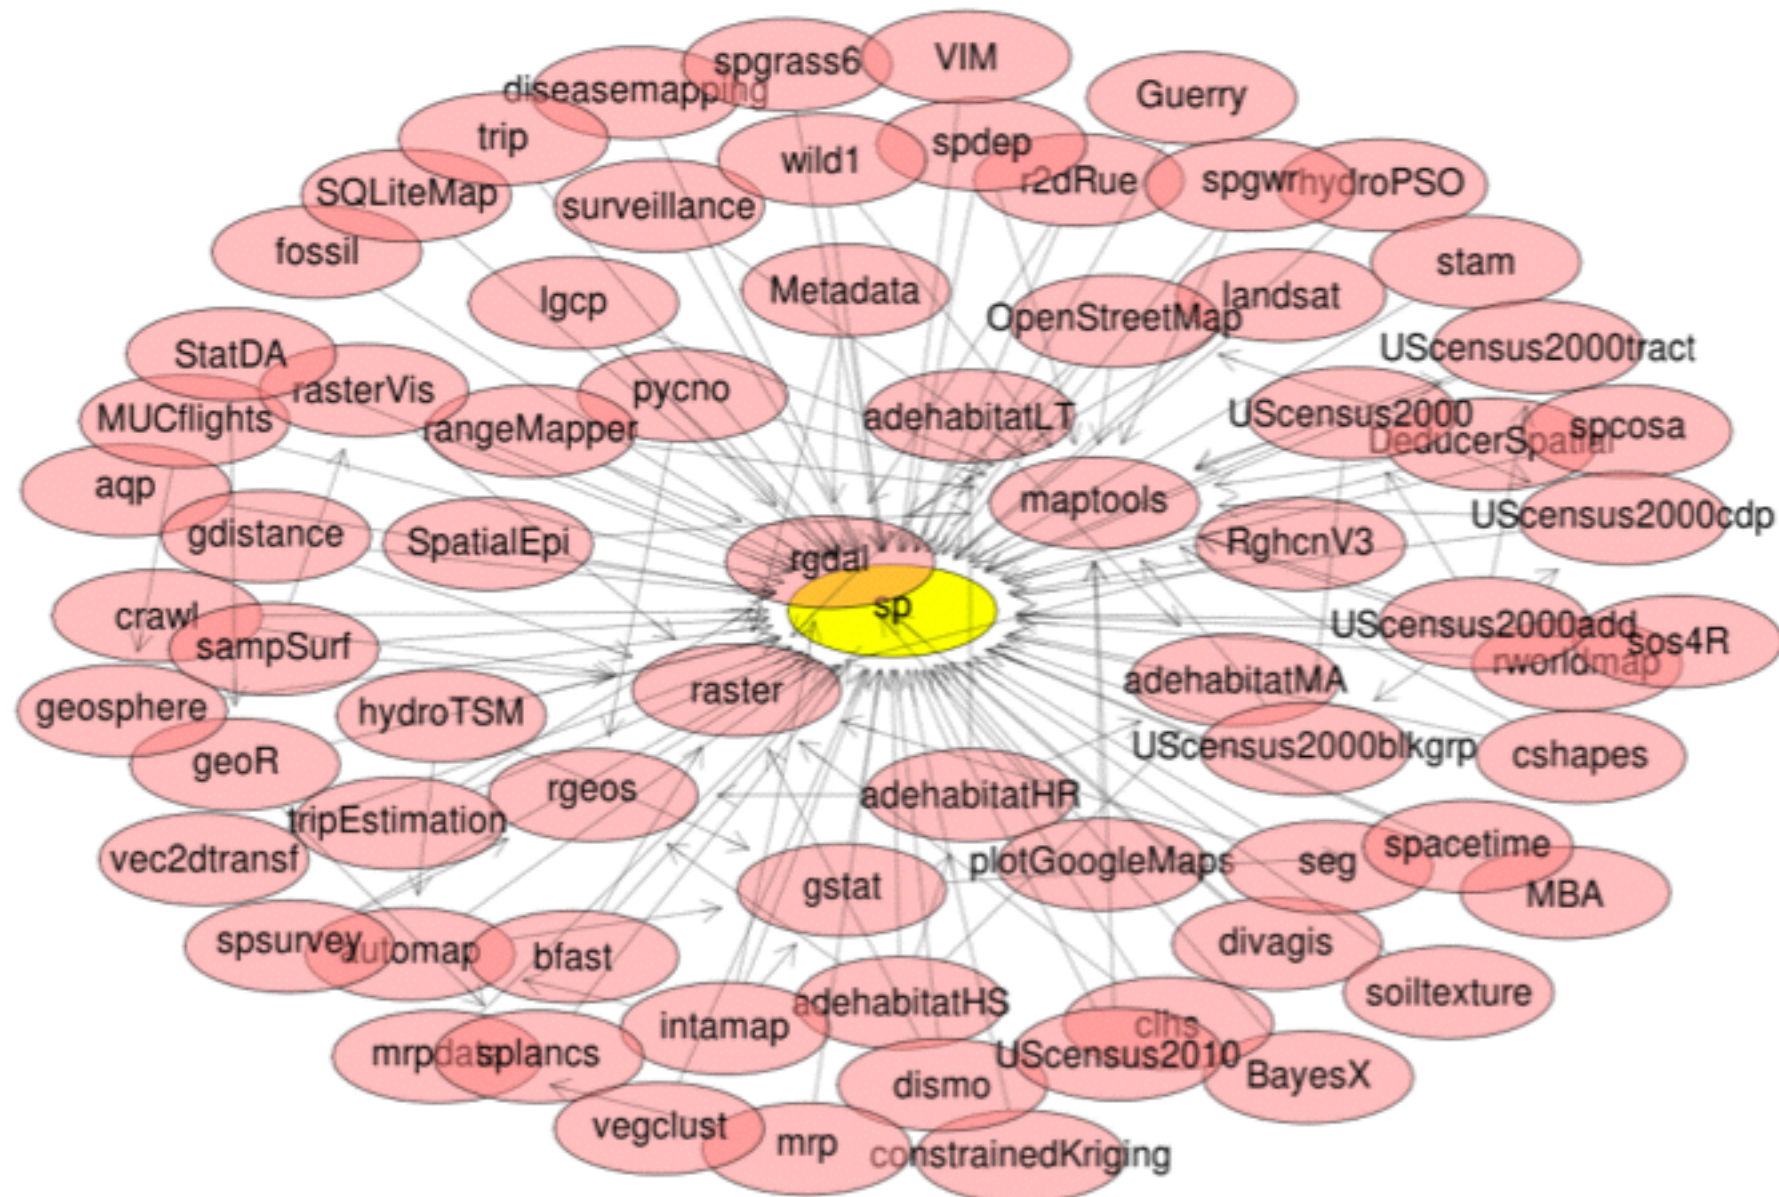 spgrass6
VIM
diseasemapping
Guerry
trip
spdep
wild1
r2dRue
spgwr
hydroPSO
SQLiteMap
surveillance
fossil
stam
Metadata
lgcp
landsat
OpenStreetMap
UScensus2000tract
StatDA
rasterVis
pycno
MUCflights
rangeMapper
adehabitatLT
UScensus2000
DeducerSpatial
spcosa
aqp
maptools
UScensus2000cdp
gdistance
SpatialEpi
RghcnV3
rgdal
sp
crawl
UScensus2000add
sos4R
sampSurf
rworldmap
raster
adehabitatMA
geosphere
hydroTSM
UScensus2000blkgrp
cshapes
geoR
rgeos
adehabitatHR
tripEstimation
spacetime
vec2dtransf
plotGoogleMaps
seg
gstat
MBA
spsurvey
automap
bfast
divagis
soiltexture
adehabitatHS
intamap
clhs
mrpdata
splancs
UScensus2010
BayesX
dismo
vegclust
mrp
constrainedKriging